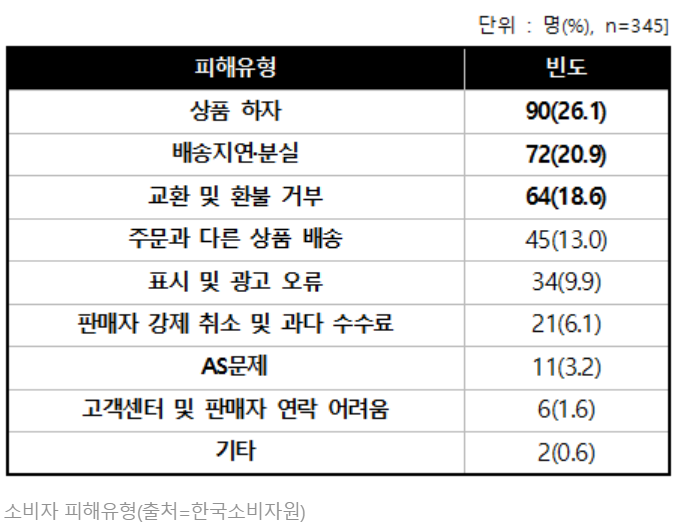 단위 : 명(%), n=345]
피해유형 빈도
상품 하자 90(26.1)
배송지연·분실 72(20.9)
교환 및 환불 거부 64(18.6)
주문과 다른 상품 배송 45(13.0)
표시 및 광고 오류 34(9.9)
판매자 강제 취소 및 과다 수수료 21(6.1)
AS문제 11(3.2)
고객센터 및 판매자 연락 어려움 6(1.6)
기타 2(0.6)
소비자 피해유형(출처=한국소비자원)